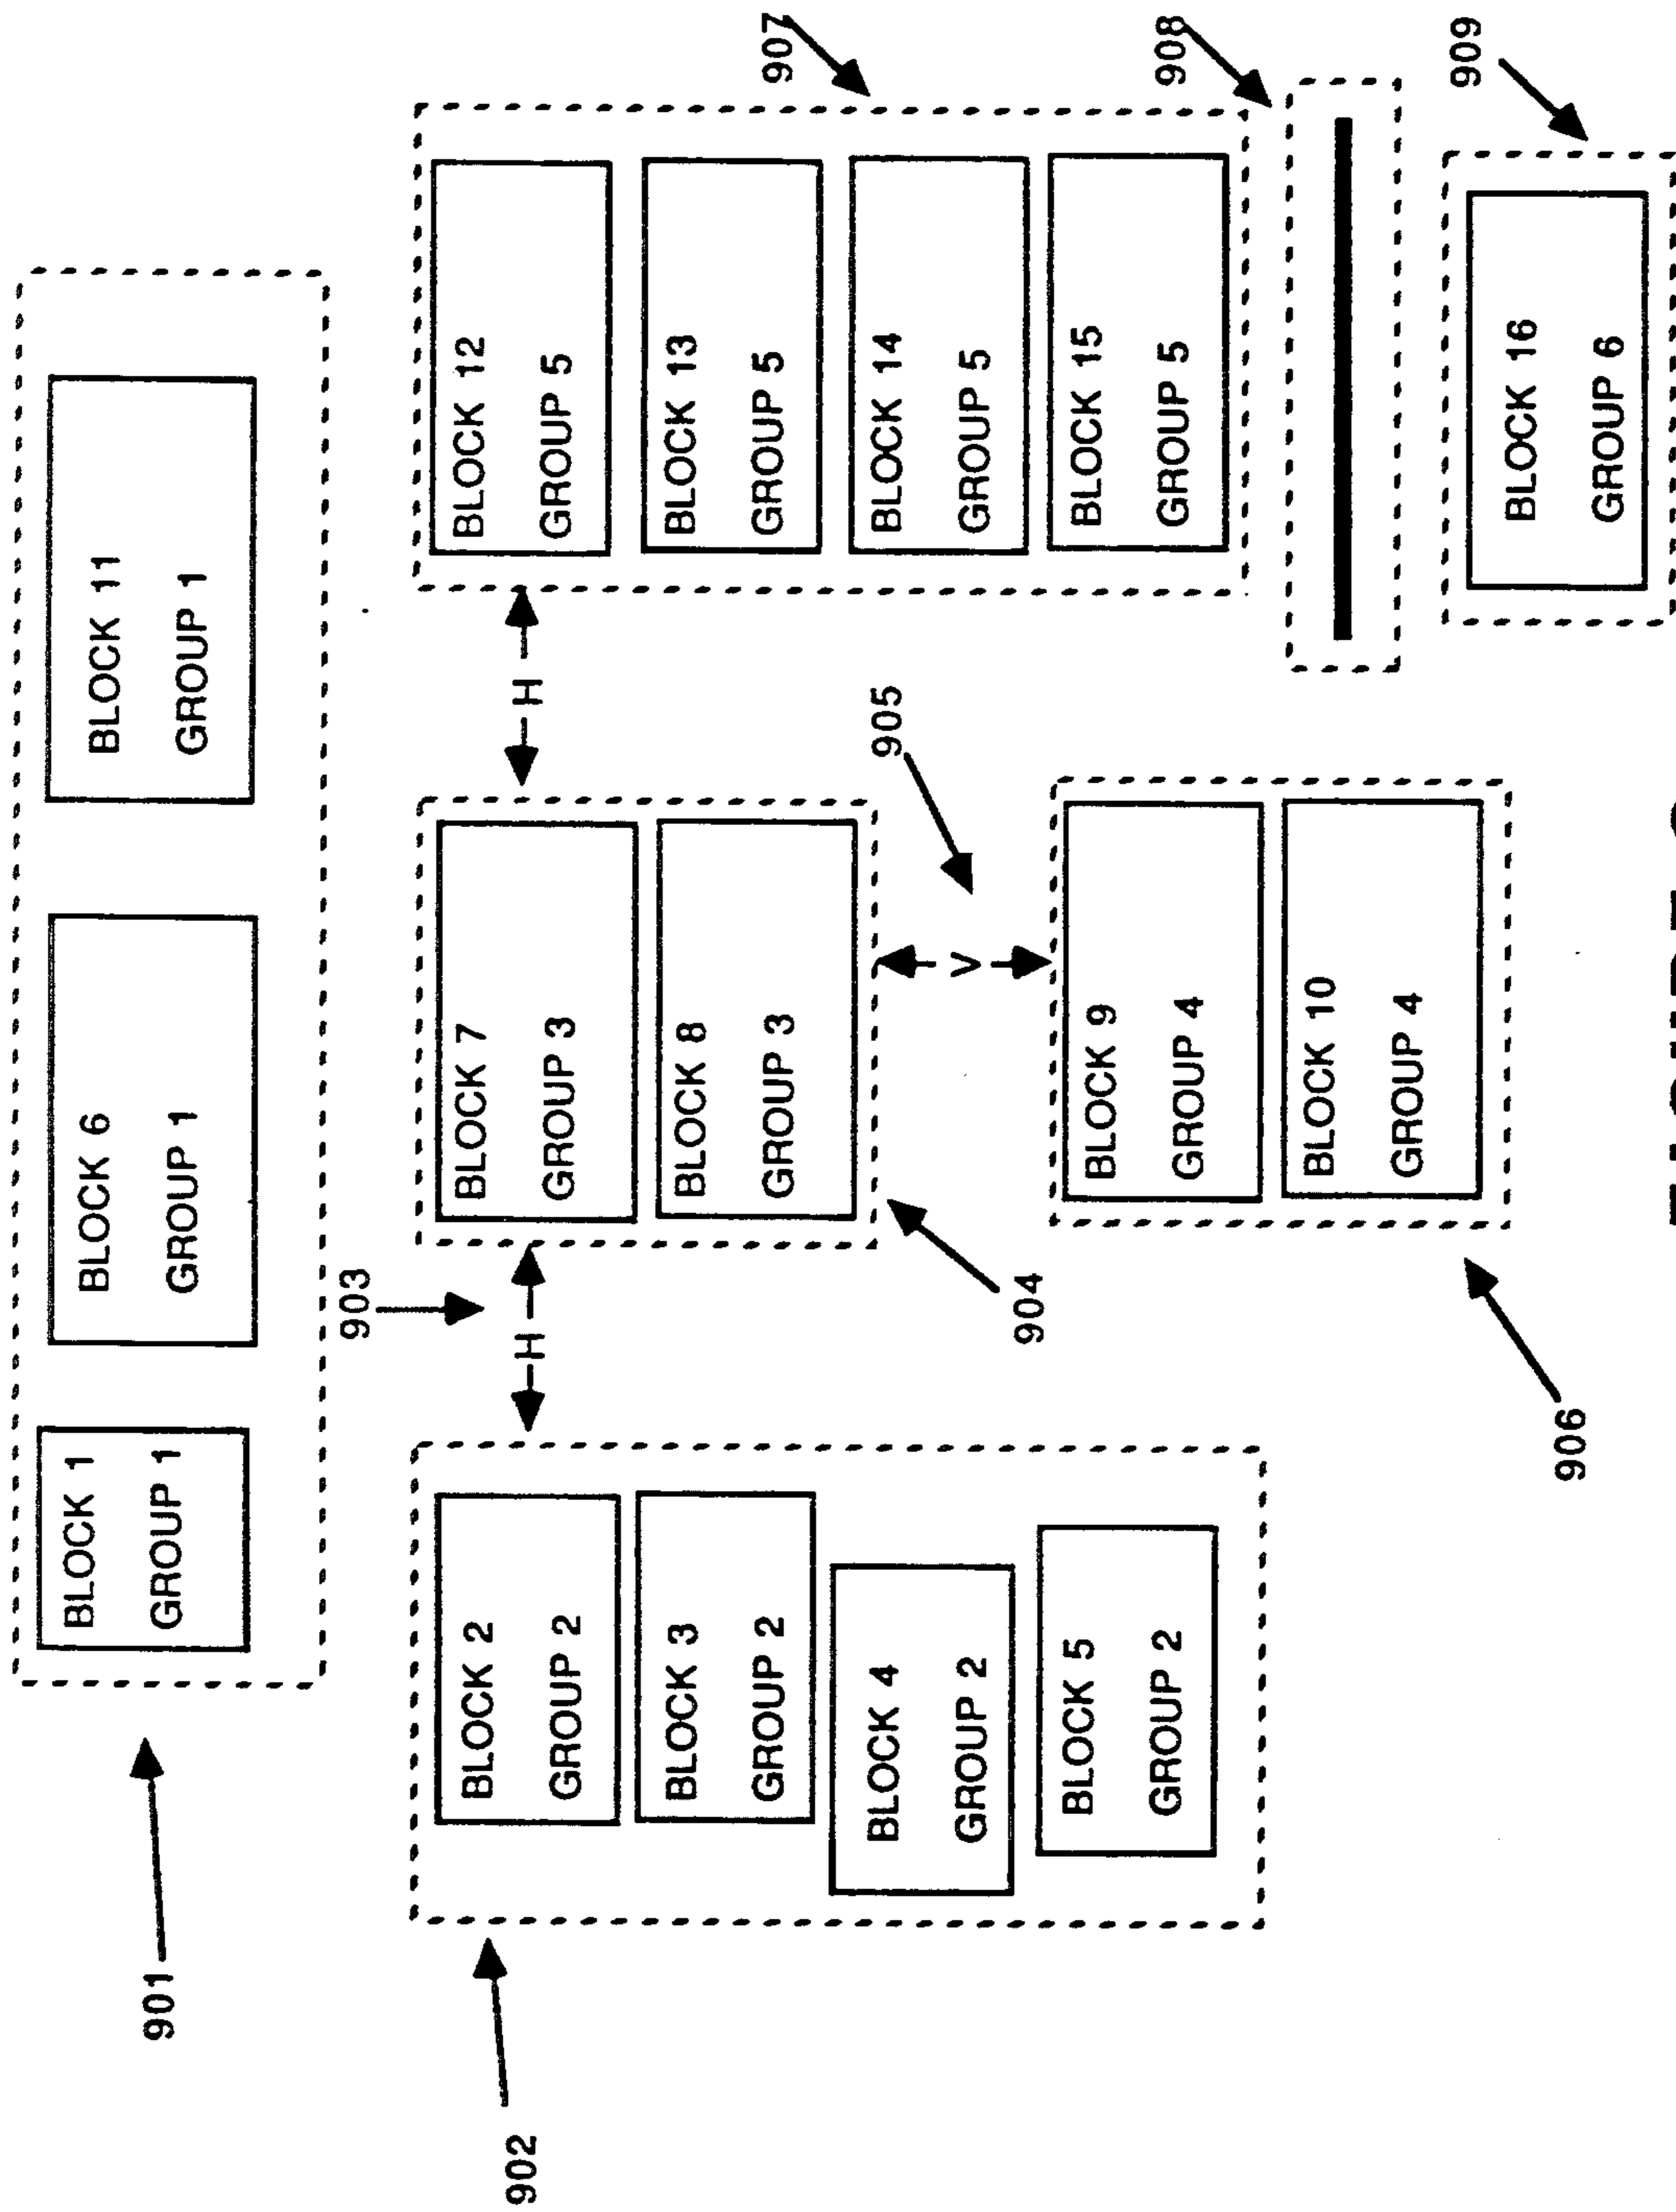 901
BLOCK 1
GROUP 1
BLOCK 6
GROUP 1
BLOCK 11
GROUP 1
902
BLOCK 2
GROUP 2
BLOCK 3
GROUP 2
BLOCK 4
GROUP 2
BLOCK 5
GROUP 2
903
H
BLOCK 7
GROUP 3
BLOCK 8
GROUP 3
904
V
905
BLOCK 9
GROUP 4
BLOCK 10
GROUP 4
906
H
907
BLOCK 12
GROUP 5
BLOCK 13
GROUP 5
BLOCK 14
GROUP 5
BLOCK 15
GROUP 5
908
909
BLOCK 16
GROUP 6